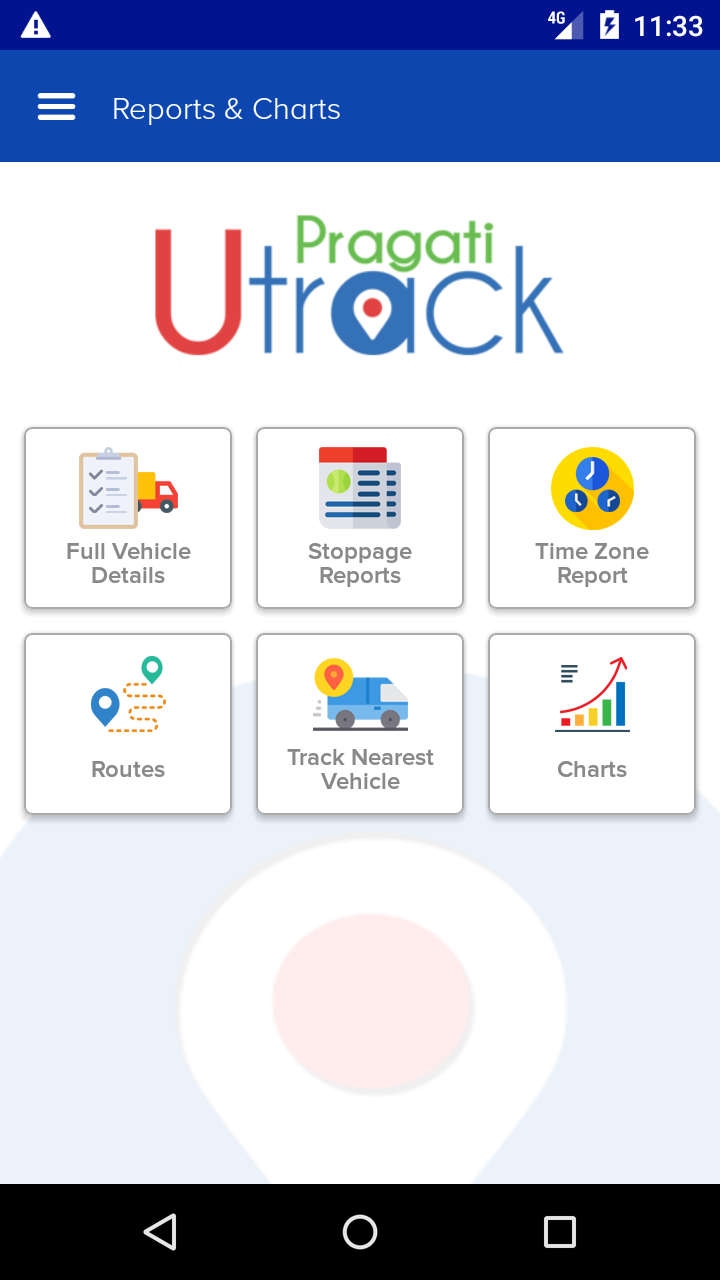 4G 11:33
Reports & Charts
Pragati
Utrack
Full Vehicle
Details
Stoppage
Reports
Time Zone
Report
Routes
Track Nearest
Vehicle
Charts